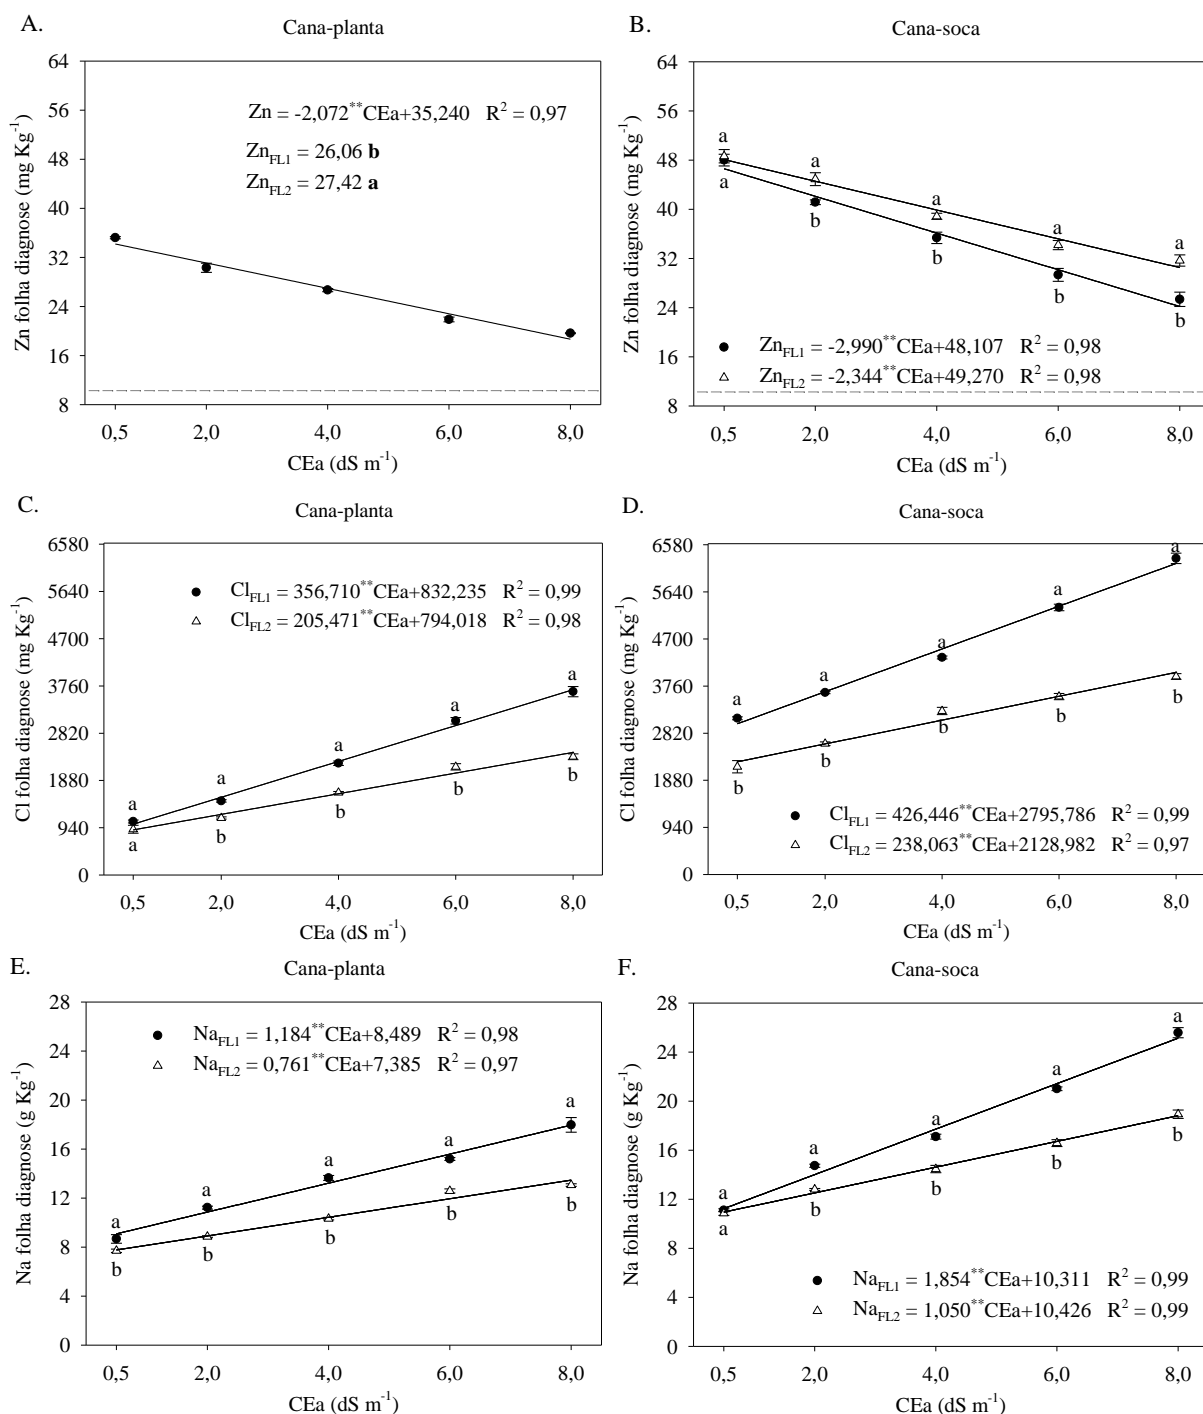 A.
Cana-planta
Zn folha diagnose (mg Kg-1)
64
56
48
40
32
24
16
8
Zn = -2,072**CEa+35,240 R2 = 0,97
ZnFL1 = 26,06 b
ZnFL2 = 27,42 a
0,5 2,0 4,0 6,0 8,0
CEa (dS m-1)
B.
Cana-soca
Zn folha diagnose (mg Kg-1)
64
56
48
40
32
24
16
8
a a a a a
a b b b b
ZnFL1 = -2,990**CEa+48,107 R2 = 0,98
ZnFL2 = -2,344**CEa+49,270 R2 = 0,98
0,5 2,0 4,0 6,0 8,0
CEa (dS m-1)
C.
Cana-planta
Cl folha diagnose (mg Kg-1)
6580
5640
4700
3760
2820
1880
940
0
ClFL1 = 356,710**CEa+832,235 R2 = 0,99
ClFL2 = 205,471**CEa+794,018 R2 = 0,98
a a a a a
a b b b b
0,5 2,0 4,0 6,0 8,0
CEa (dS m-1)
D.
Cana-soca
Cl folha diagnose (mg Kg-1)
6580
5640
4700
3760
2820
1880
940
0
a a a a a
b b b b b
ClFL1 = 426,446**CEa+2795,786 R2 = 0,99
ClFL2 = 238,063**CEa+2128,982 R2 = 0,97
0,5 2,0 4,0 6,0 8,0
CEa (dS m-1)
E.
Cana-planta
Na folha diagnose (g Kg-1)
28
24
20
16
12
8
4
0
NaFL1 = 1,184**CEa+8,489 R2 = 0,98
NaFL2 = 0,761**CEa+7,385 R2 = 0,97
a a a a a
b b b b b
0,5 2,0 4,0 6,0 8,0
CEa (dS m-1)
F.
Cana-soca
Na folha diagnose (g Kg-1)
28
24
20
16
12
8
4
0
a a a a a
a b b b b
NaFL1 = 1,854**CEa+10,311 R2 = 0,99
NaFL2 = 1,050**CEa+10,426 R2 = 0,99
0,5 2,0 4,0 6,0 8,0
CEa (dS m-1)